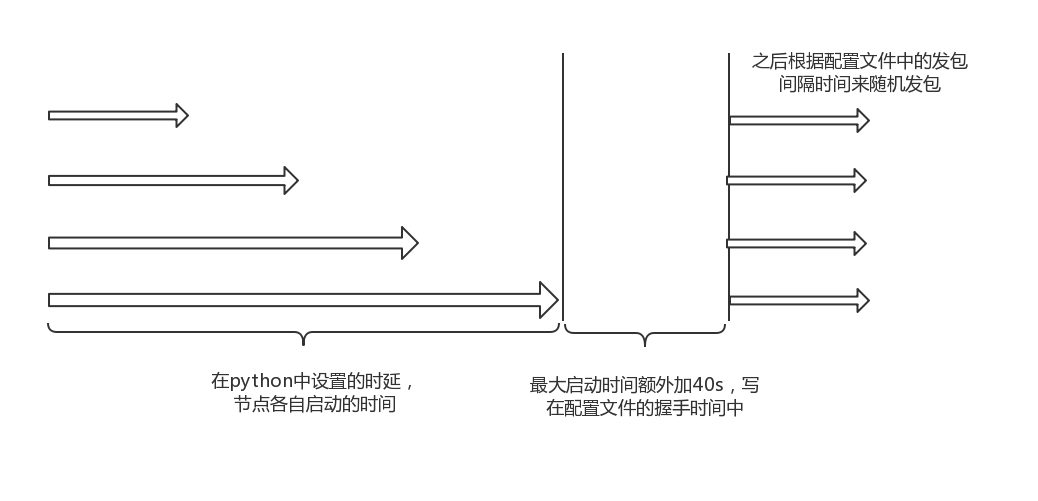 之后根据配置文件中的发包
间隔时间来随机发包
在python中设置的时延，
节点各自启动的时间
最大启动时间额外加40s，写
在配置文件的握手时间中